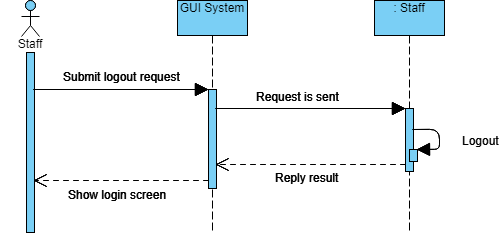 GUI System
: Staff
Staff
Submit logout request
Request is sent
Logout
Reply result
Show login screen